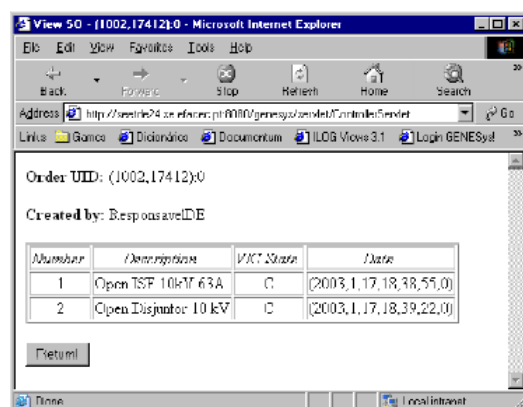 View SO - (1002,17412):0 - Microsoft Internet Explorer
File Edit View Favorites Tools Help
Back Forward Stop Refresh Home Search
Address http://seetde24.se.efacec.pt:8080/genesys/servlet/ControllerServlet Go
Links Games Dicionários Documentum ILOG Views 3.1 Login GENESys!
Order UID: (1002,17412):0
Created by: ResponsavelDE
Number Description VICI State Date
1 Open ISE 10kV 63A C (2003,1,17,18,38,55,0)
2 Open Disjuntor 10 kV C (2003,1,17,18,39,22,0)
Return!
Done Local intranet